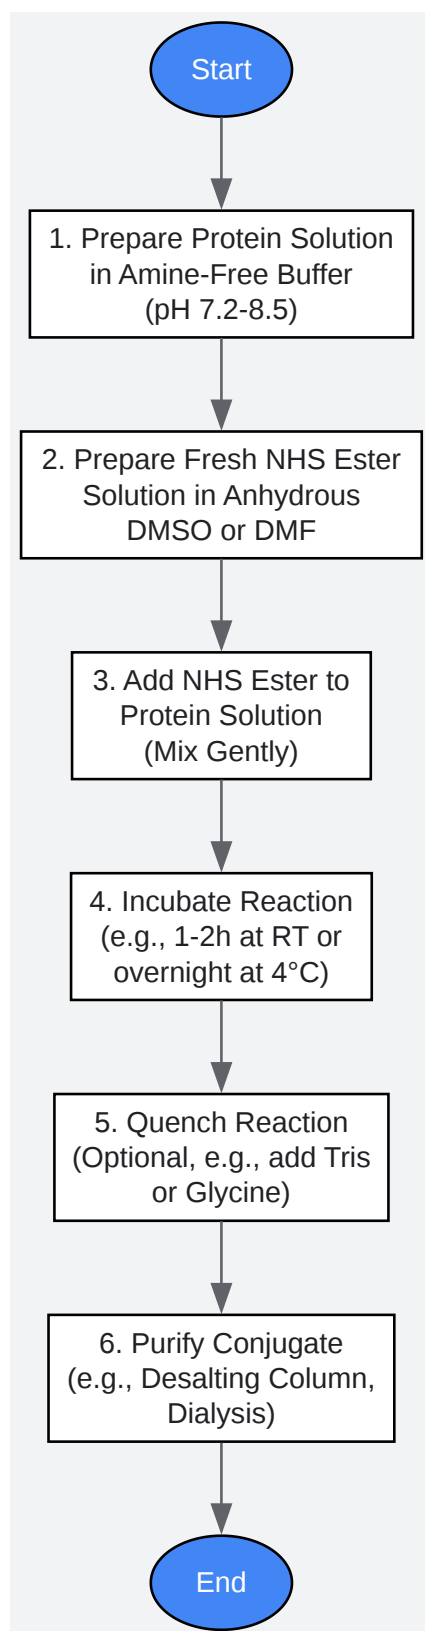 Start
1. Prepare Protein Solution
in Amine-Free Buffer
(pH 7.2-8.5)
2. Prepare Fresh NHS Ester
Solution in Anhydrous
DMSO or DMF
3. Add NHS Ester to
Protein Solution
(Mix Gently)
4. Incubate Reaction
(e.g., 1-2h at RT or
overnight at 4°C)
5. Quench Reaction
(Optional, e.g., add Tris
or Glycine)
6. Purify Conjugate
(e.g., Desalting Column,
Dialysis)
End